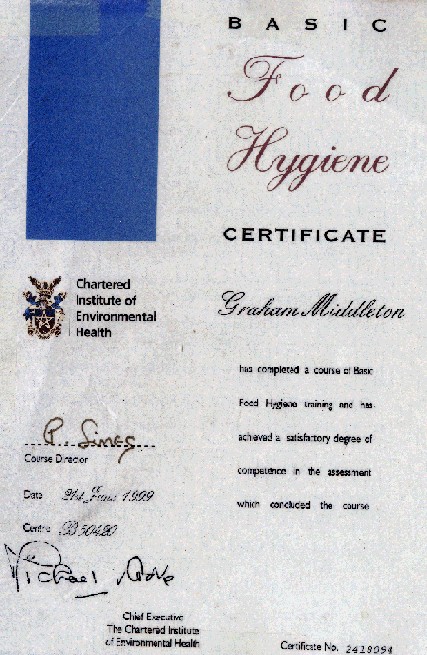 BASIC
Food
Hygiene
CERTIFICATE
Chartered
Institute of
Environmental
Health
Graham Middleton
has completed a course of Basic
Food Hygiene training and has
achieved a satisfactory degree of
competence in the assessment
which concluded the course
P.
Course Director
Date 21st June 1999
Centre
Michael
Chief Executive
The Chartered Institute
of Environmental Health
Certificate No. 2418094